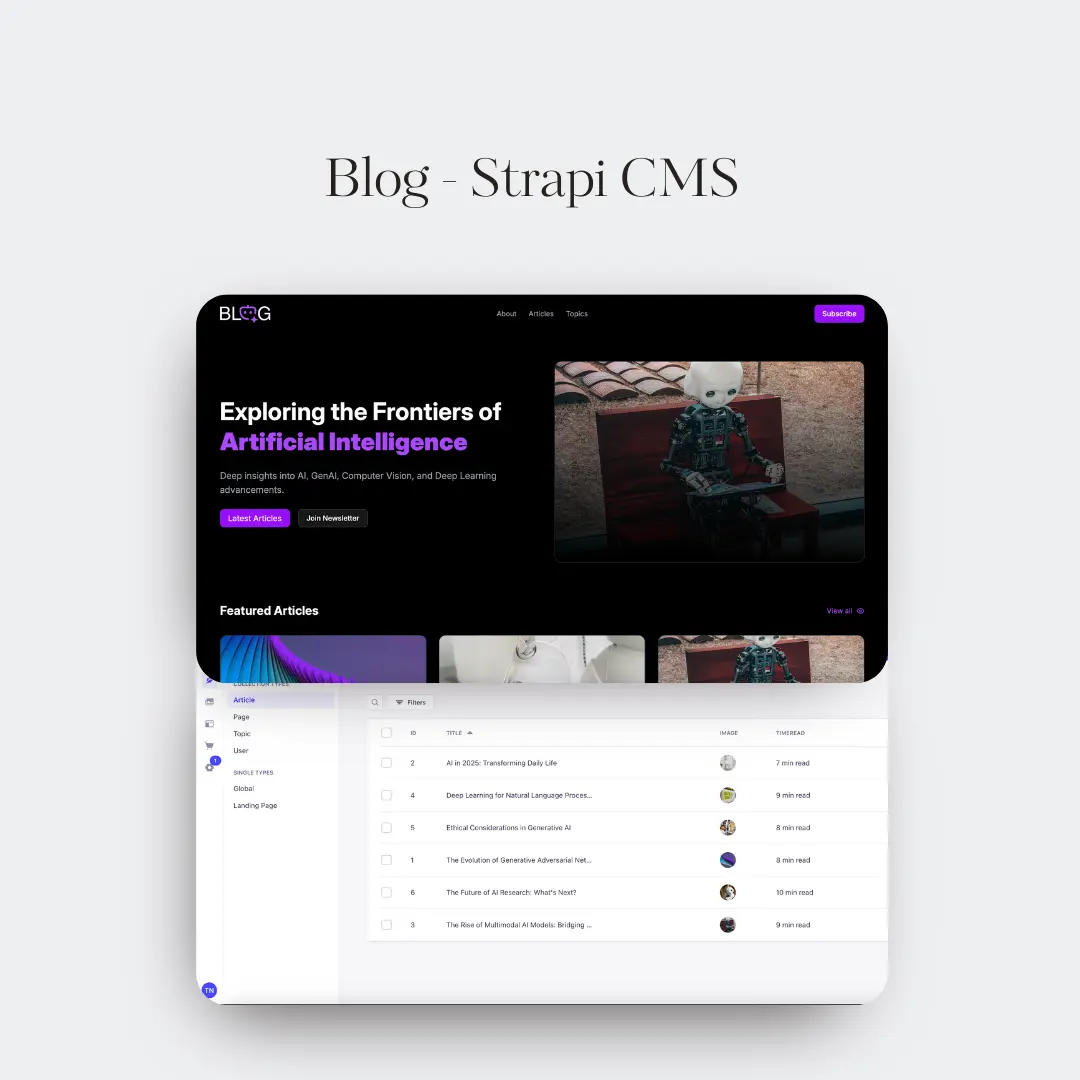 Blog - Strapi CMS
BLOG
About Articles Topics
Subscribe
Exploring the Frontiers of
Artificial Intelligence
Deep insights into AI, GenAI, Computer Vision, and Deep Learning
advancements.
Latest Articles Join Newsletter
Featured Articles
View all
COLLECTION TYPES
Article
Page
Topic
User
1
SINGLE TYPES
Global
Landing Page
TN
Filters
ID TITLE IMAGE TIMEREAD
2 AI in 2025: Transforming Daily Life 7 min read
4 Deep Learning for Natural Language Proces... 9 min read
5 Ethical Considerations in Generative AI 8 min read
1 The Evolution of Generative Adversarial Net... 8 min read
6 The Future of AI Research: What's Next? 10 min read
3 The Rise of Multimodal AI Models: Bridging ... 9 min read